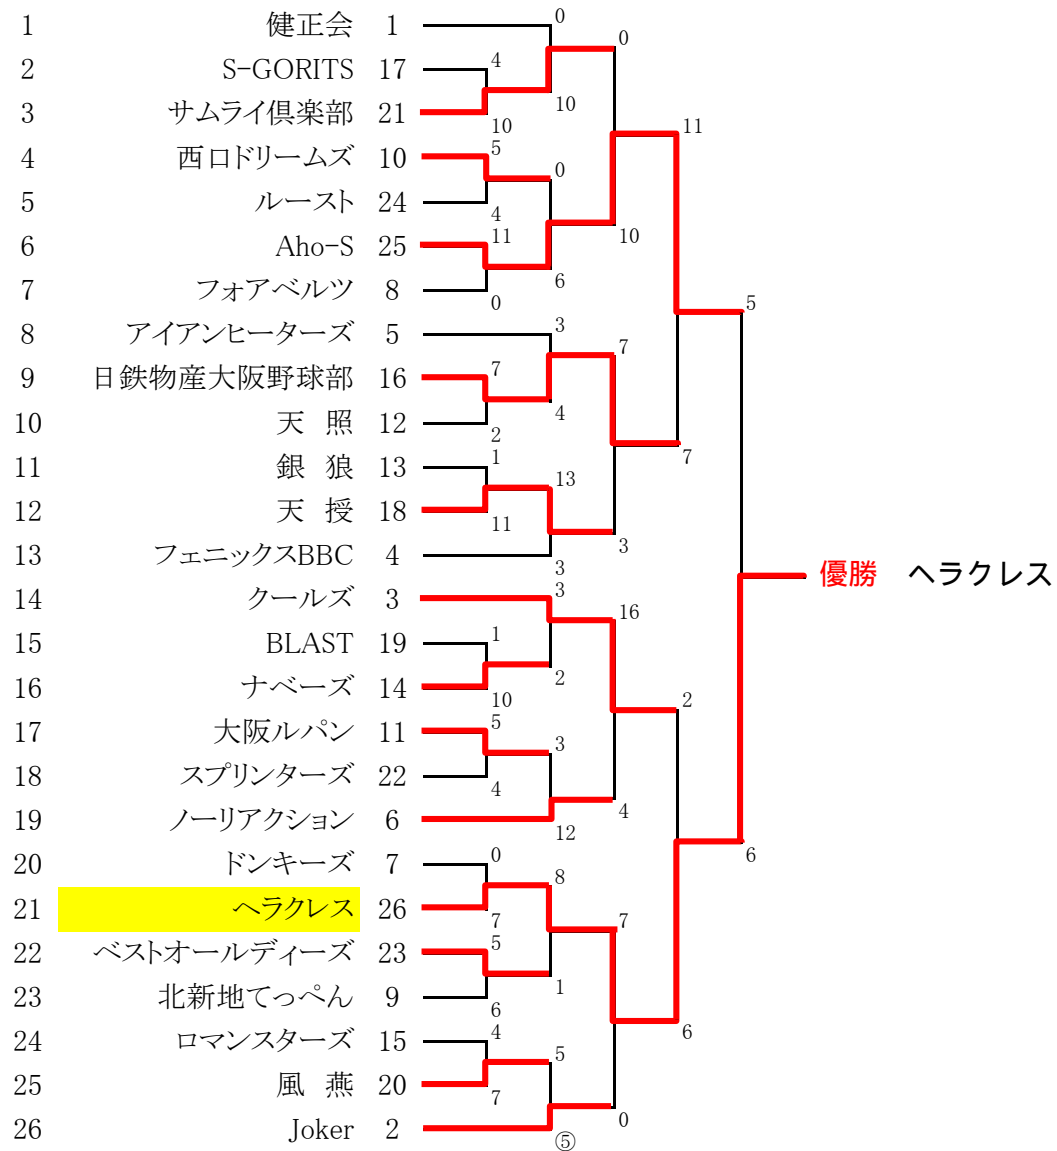 1 健正会 1 0
0
2 S-GORITS 17 4
3 サムライ倶楽部 21 10
10
11
4 西口ドリームズ 10 5
0
5 ルースト 24 4
6 Aho-S 25 11
10
6
7 フォアベルツ 8 0
5
8 アイアンヒーターズ 5 3
7
9 日鉄物産大阪野球部 16 7
4
10 天 照 12 2
7
11 銀 狼 13 1
13
12 天 授 18 11
3
13 フェニックスBBC 4 3
優勝 ヘラクレス
14 クールズ 3 3
16
15 BLAST 19 1
2
16 ナベーズ 14 10
2
17 大阪ルパン 11 5
3
18 スプリンターズ 22 4
4
19 ノーリアクション 6 12
6
20 ドンキーズ 7 0
8
21 ヘラクレス 26 7
7
22 ベストオールディーズ 23 5
1
23 北新地てっぺん 9 6
6
24 ロマンスターズ 15 4
5
25 風 燕 20 7
0
26 Joker 2 ⑤